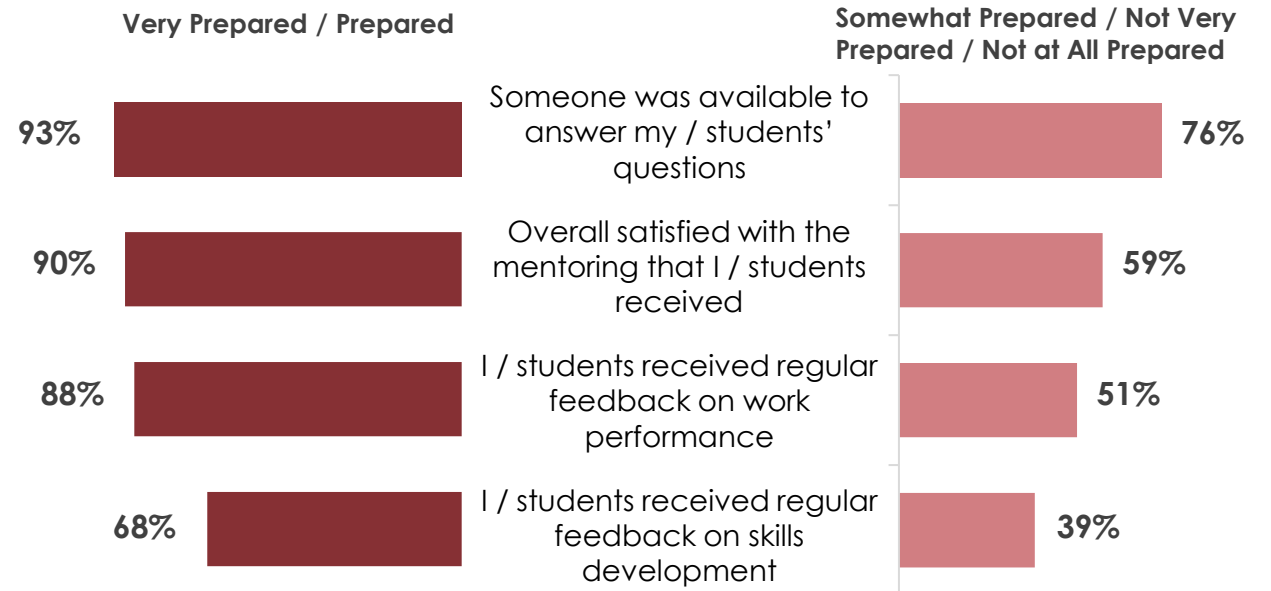 Very Prepared / Prepared
Somewhat Prepared / Not Very
Prepared / Not at All Prepared
93%
Someone was available to
answer my / students’
questions
76%
90%
Overall satisfied with the
mentoring that I / students
received
59%
88%
I / students received regular
feedback on work
performance
51%
68%
I / students received regular
feedback on skills
development
39%